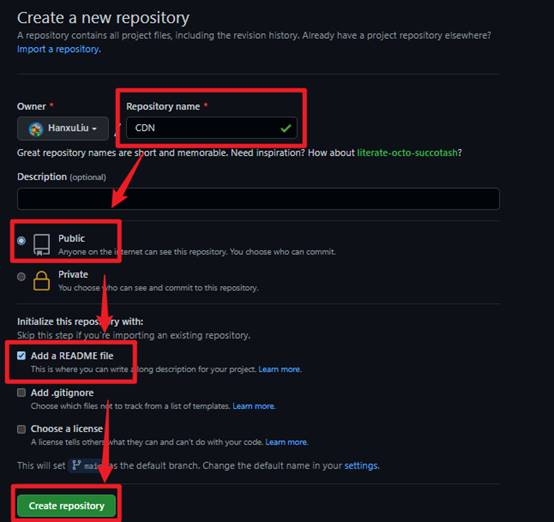 Create a new repository
A repository contains all project files, including the revision history. Already have a project repository elsewhere?
Import a repository.
Owner *
Repository name *
HanxuLiu
/
CDN
Great repository names are short and memorable. Need inspiration? How about literate-octo-succotash?
Description (optional)
Public
Anyone on the internet can see this repository. You choose who can commit.
Private
You choose who can see and commit to this repository.
Initialize this repository with:
Skip this step if you're importing an existing repository.
Add a README file
This is where you can write a long description for your project. Learn more.
Add .gitignore
Choose which files not to track from a list of templates. Learn more.
Choose a license
A license tells others what they can and can't do with your code. Learn more.
This will set main as the default branch. Change the default name in your settings.
Create repository